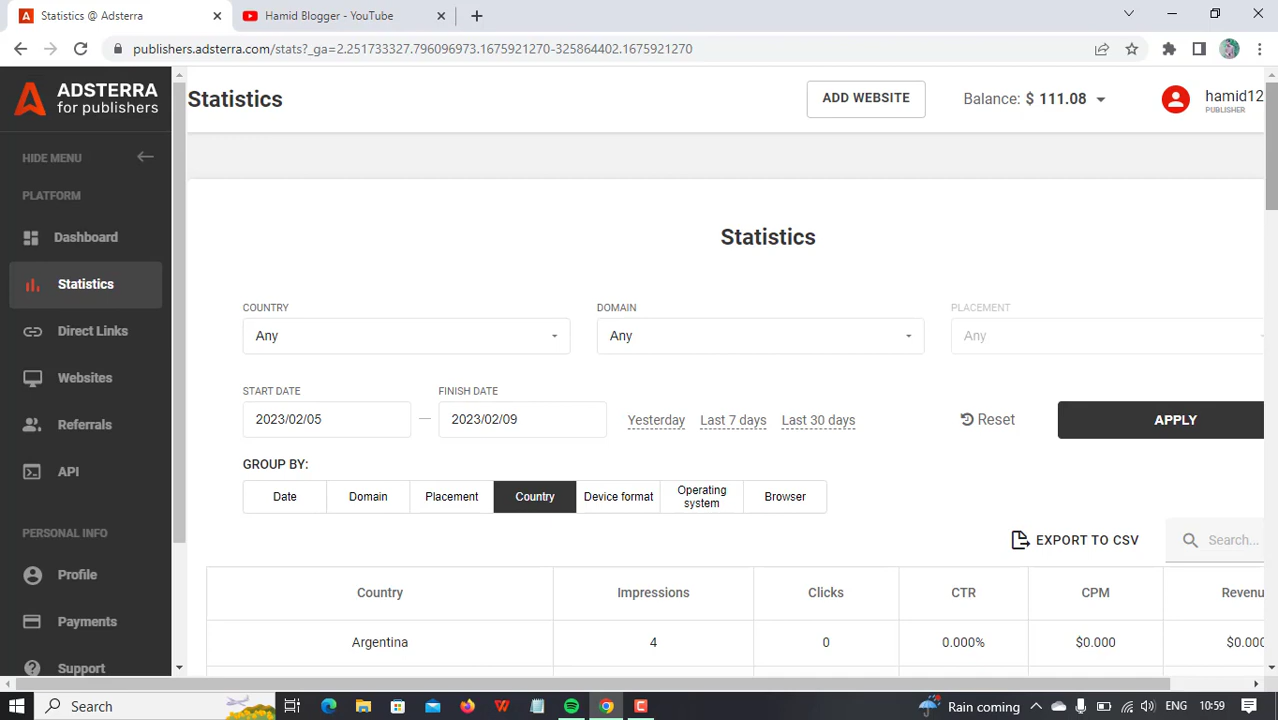 Statistics @ Adsterra
Hamid Blogger - YouTube
publishers.adsterra.com/stats?_ga=2.251733327.796096973.1675921270-325864402.1675921270
ADSTERRA
for publishers
Statistics
ADD WEBSITE
Balance: $ 111.08
hamid12
PUBLISHER
HIDE MENU
PLATFORM
Dashboard
Statistics
Direct Links
Websites
Referrals
API
PERSONAL INFO
Profile
Payments
Support
Statistics
COUNTRY
DOMAIN
PLACEMENT
Any
Any
Any
START DATE
FINISH DATE
2023/02/05
—
2023/02/09
Yesterday
Last 7 days
Last 30 days
Reset
APPLY
GROUP BY:
Date
Domain
Placement
Country
Device format
Operating
system
Browser
EXPORT TO CSV
Search...
Country Impressions Clicks CTR CPM Revenu
Argentina 4 0 0.000% $0.000 $0.00
Search
Rain coming
ENG
10:59